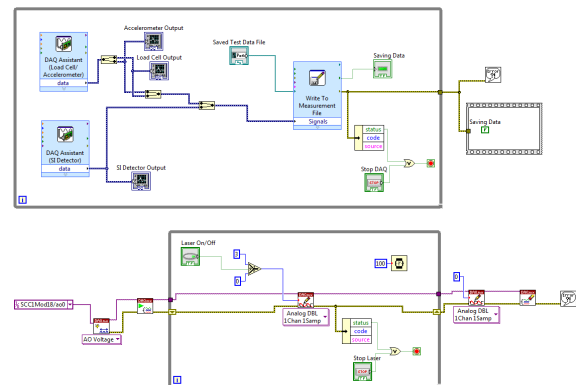 Accelerometer Output
DAQ Assistant
(Load Cell/
Accelerometer)
data
Load Cell Output
Saved Test Data File
Saving Data
Write To
Measurement
File
Signals
Saving Data
F
status
code
source
Stop DAQ
STOP
DAQ Assistant
(SI Detector)
data
SI Detector Output
i
Laser On/Off
100
status
code
source
Stop Laser
STOP
SCC1Mod18/ao0
AO Voltage
Analog DBL
1Chan 1Samp
0
Analog DBL
1Chan 1Samp
i